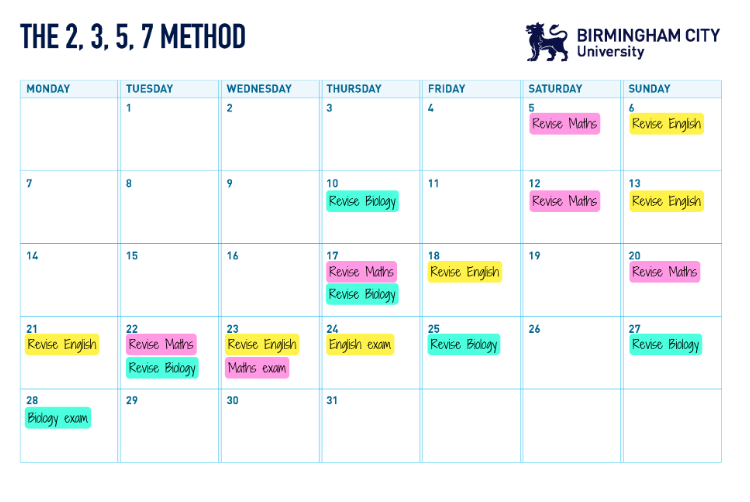 THE 2, 3, 5, 7 METHOD
BIRMINGHAM CITY
University
MONDAY TUESDAY WEDNESDAY THURSDAY FRIDAY SATURDAY SUNDAY
1 2 3 4 5 6
Revise Maths Revise English
7 8 9 10 11 12 13
Revise Biology Revise Maths Revise English
14 15 16 17 18 19 20
Revise Maths Revise English Revise Maths
Revise Biology
21 22 23 24 25 26 27
Revise English Revise Maths Revise English English exam Revise Biology Revise Biology
Revise Biology Maths exam
28 29 30 31
Biology exam